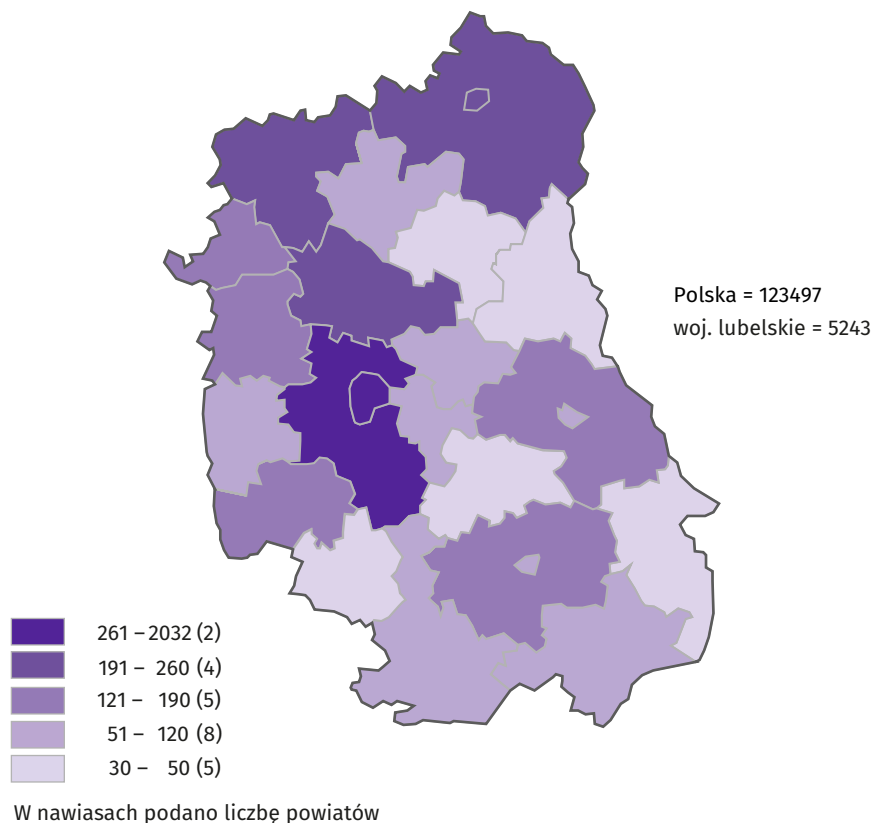 Polska = 123497
woj. lubelskie = 5243
261 – 2032 (2)
191 – 260 (4)
121 – 190 (5)
51 – 120 (8)
30 – 50 (5)
W nawiasach podano liczbę powiatów